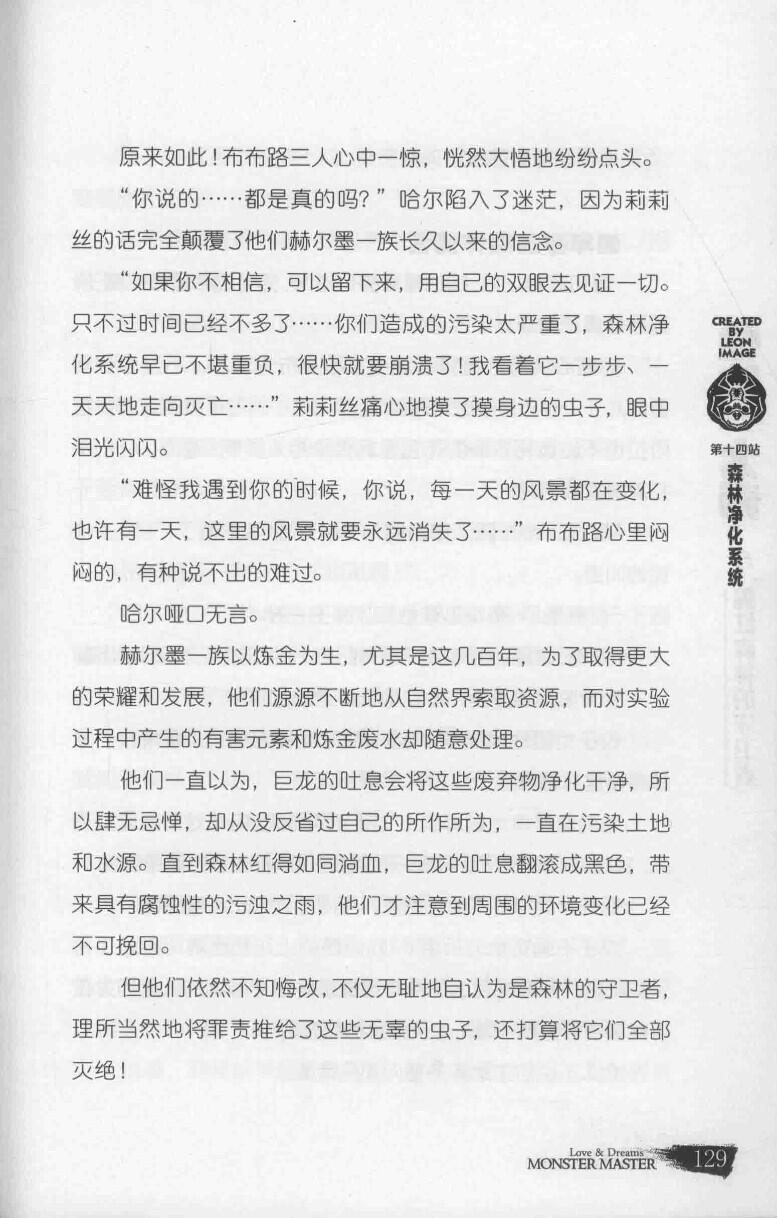 原来如此！布布路三人心中一惊，恍然大悟地纷纷点头。
“你说的……都是真的吗？”哈尔陷入了迷茫，因为莉莉
丝的话完全颠覆了他们赫尔墨一族长久以来的信念。
“如果你不相信，可以留下来，用自己的双眼去见证一切。
只不过时间已经不多了……你们造成的污染太严重了，森林净
化系统早已不堪重负，很快就要崩溃了！我看着它一步步、一
天天地走向灭亡……”莉莉丝痛心地摸了摸身边的虫子，眼中
泪光闪闪。
“难怪我遇到你的时候，你说，每一天的风景都在变化，
也许有一天，这里的风景就要永远消失了……”布布路心里闷
闷的，有种说不出的难过。
哈尔哑口无言。
赫尔墨一族以炼金为生，尤其是这几百年，为了取得更大
的荣耀和发展，他们源源不断地从自然界索取资源，而对实验
过程中产生的有害元素和炼金废水却随意处理。
他们一直以为，巨龙的吐息会将这些废弃物净化干净，所
以肆无忌惮，却从没反省过自己的所作所为，一直在污染土地
和水源。直到森林红得如同淌血，巨龙的吐息翻滚成黑色，带
来具有腐蚀性的污浊之雨，他们才注意到周围的环境变化已经
不可挽回。
但他们依然不知悔改，不仅无耻地自认为是森林的守卫者，
理所当然地将罪责推给了这些无辜的虫子，还打算将它们全部
灭绝！
CREATED
BY
LEON
IMAGE
第十四站
森林净化系统
Love & Dreams
MONSTER MASTER
129